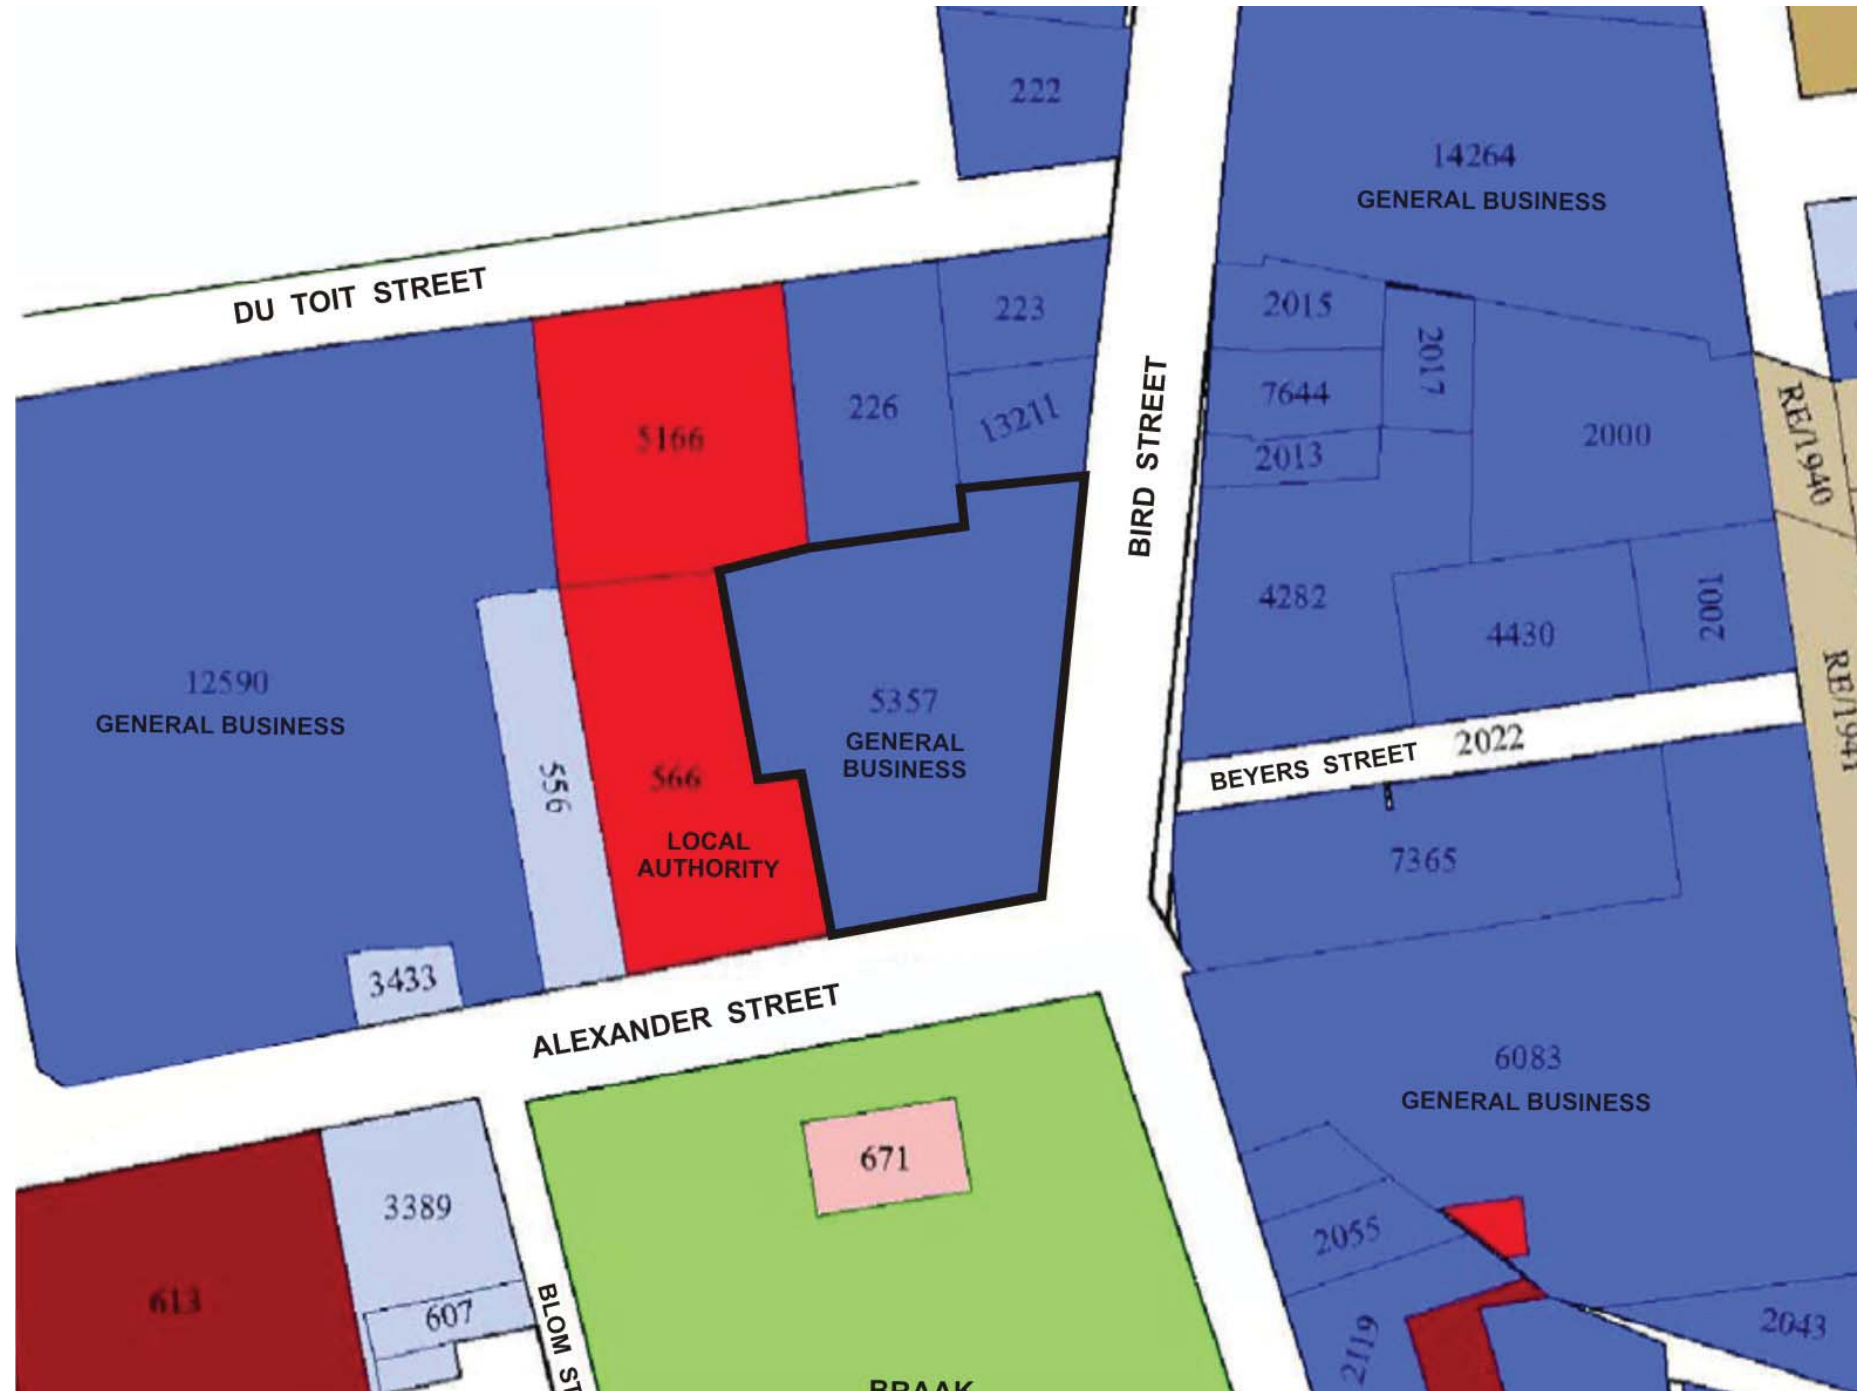 222
14264
GENERAL BUSINESS
DU TOIT STREET
223
2015
2017
7644
226
13211
5166
2013
2000
RE/1940
BIRD STREET
4282
4430
2001
12590
GENERAL BUSINESS
556
566
LOCAL
AUTHORITY
5357
GENERAL
BUSINESS
RE/1941
BEYERS STREET
2022
7365
3433
ALEXANDER STREET
6083
GENERAL BUSINESS
671
3389
2055
613
607
BLOM ST
2119
2043
BRAAK